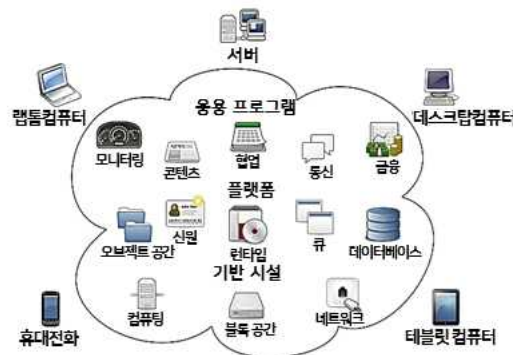 서버
랩톱컴퓨터
데스크탑컴퓨터
응용 프로그램
모니터링
콘텐츠
협업
통신
금융
플랫폼
오브젝트 공간
신원
런타임
큐
데이터베이스
기반 시설
컴퓨팅
블록 공간
네트워크
휴대전화
테블릿 컴퓨터